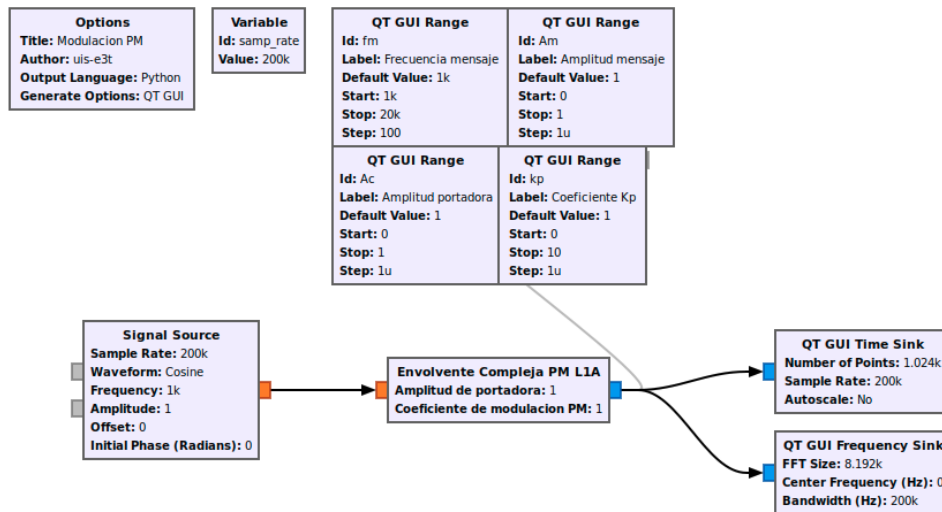 Options
Title: Modulacion PM
Author: uis-e3t
Output Language: Python
Generate Options: QT GUI
Variable
Id: samp_rate
Value: 200k
QT GUI Range
Id: fm
Label: Frecuencia mensaje
Default Value: 1k
Start: 1k
Stop: 20k
Step: 100
QT GUI Range
Id: Am
Label: Amplitud mensaje
Default Value: 1
Start: 0
Stop: 1
Step: 1u
QT GUI Range
Id: Ac
Label: Amplitud portadora
Default Value: 1
Start: 0
Stop: 1
Step: 1u
QT GUI Range
Id: kp
Label: Coeficiente Kp
Default Value: 1
Start: 0
Stop: 10
Step: 1u
Signal Source
Sample Rate: 200k
Waveform: Cosine
Frequency: 1k
Amplitude: 1
Offset: 0
Initial Phase (Radians): 0
Envolvente Compleja PM L1A
Amplitud de portadora: 1
Coeficiente de modulacion PM: 1
QT GUI Time Sink
Number of Points: 1.024k
Sample Rate: 200k
Autoscale: No
QT GUI Frequency Sink
FFT Size: 8.192k
Center Frequency (Hz): 0
Bandwidth (Hz): 200k